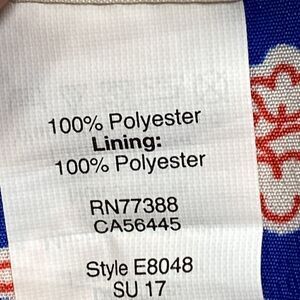 100% Polyester
Lining:
100% Polyester
RN77388
CA56445
Style E8048
SU 17